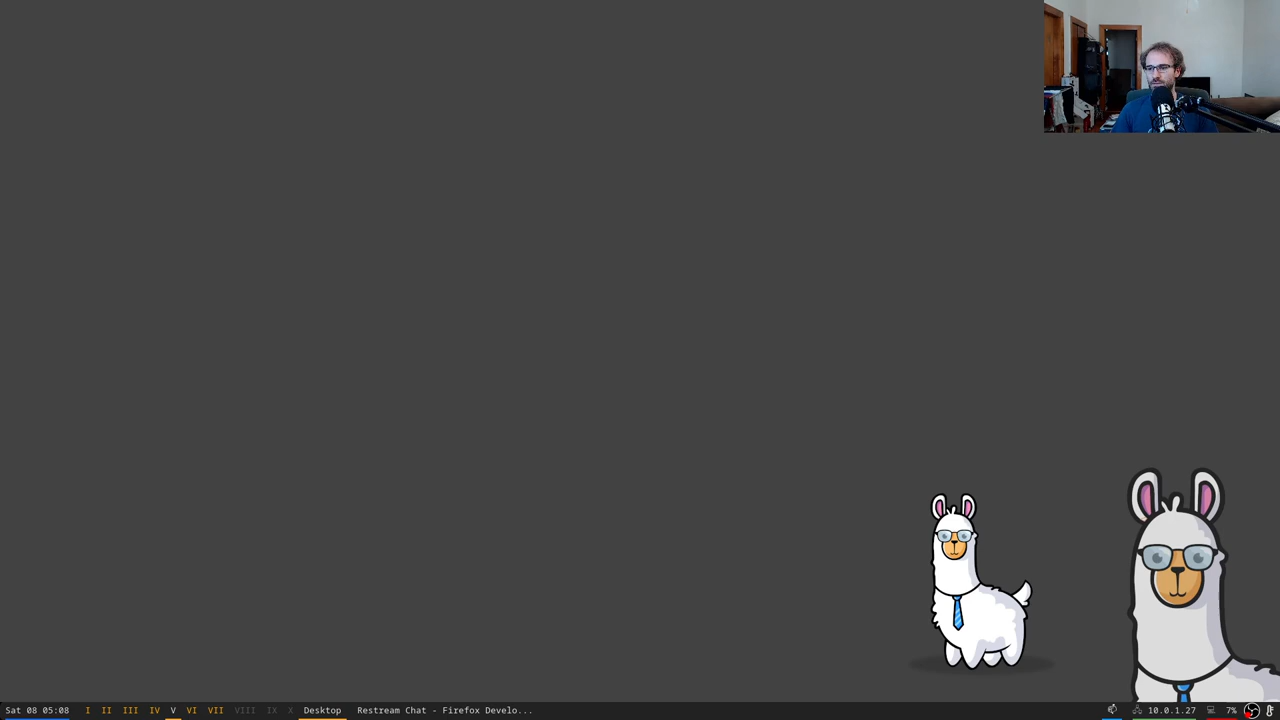 Sat 08 05:08 I II III IV V VI VII VIII IX X Desktop Restream Chat - Firefox Develo... 10.0.1.27 7%